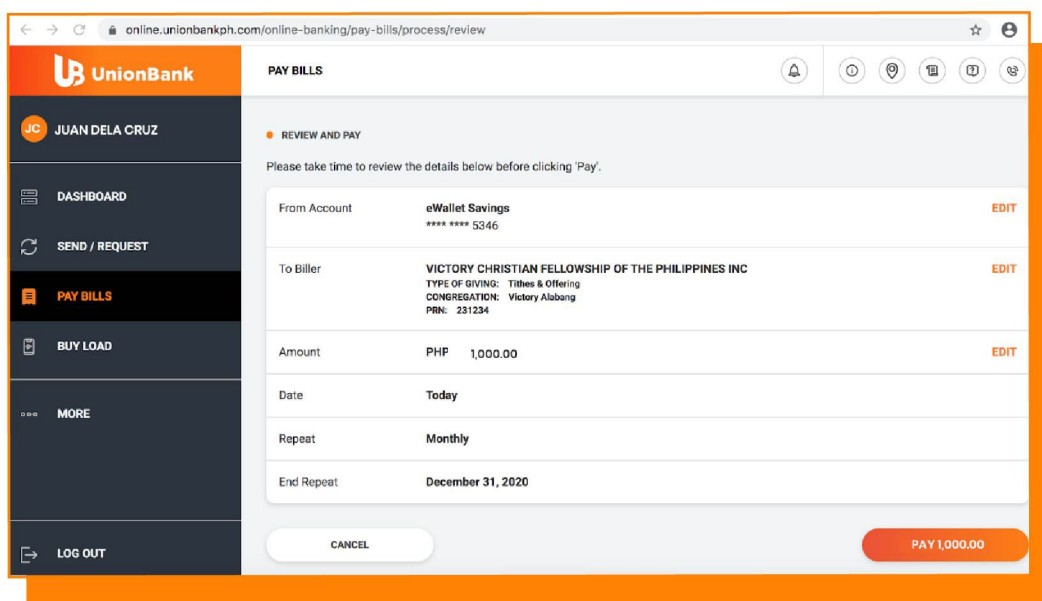 online.unionbankph.com/online-banking/pay-bills/process/review
UB UnionBank
PAY BILLS
JC JUAN DELA CRUZ
DASHBOARD
SEND / REQUEST
PAY BILLS
BUY LOAD
MORE
LOG OUT
REVIEW AND PAY
Please take time to review the details below before clicking 'Pay'.
From Account eWallet Savings EDIT
**** **** 5346
To Biller VICTORY CHRISTIAN FELLOWSHIP OF THE PHILIPPINES INC EDIT
TYPE OF GIVING: Tithes & Offering
CONGREGATION: Victory Alabang
PRN: 231234
Amount PHP 1,000.00 EDIT
Date Today
Repeat Monthly
End Repeat December 31, 2020
CANCEL PAY 1,000.00